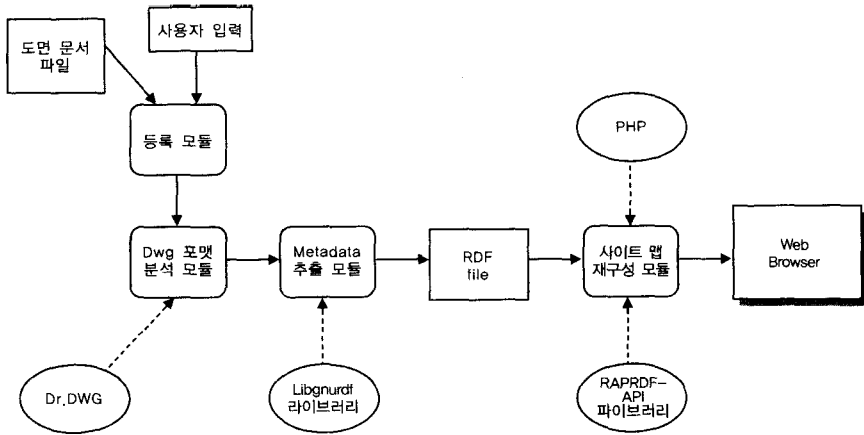 도면 문서
파일
사용자 입력
등록 모듈
PHP
Dwg 포맷
분석 모듈
Metadata
추출 모듈
RDF
file
사이트 맵
재구성 모듈
Web
Browser
Dr.DWG
Libgnurdf
라이브러리
RAPRDF-
API
파이브러리